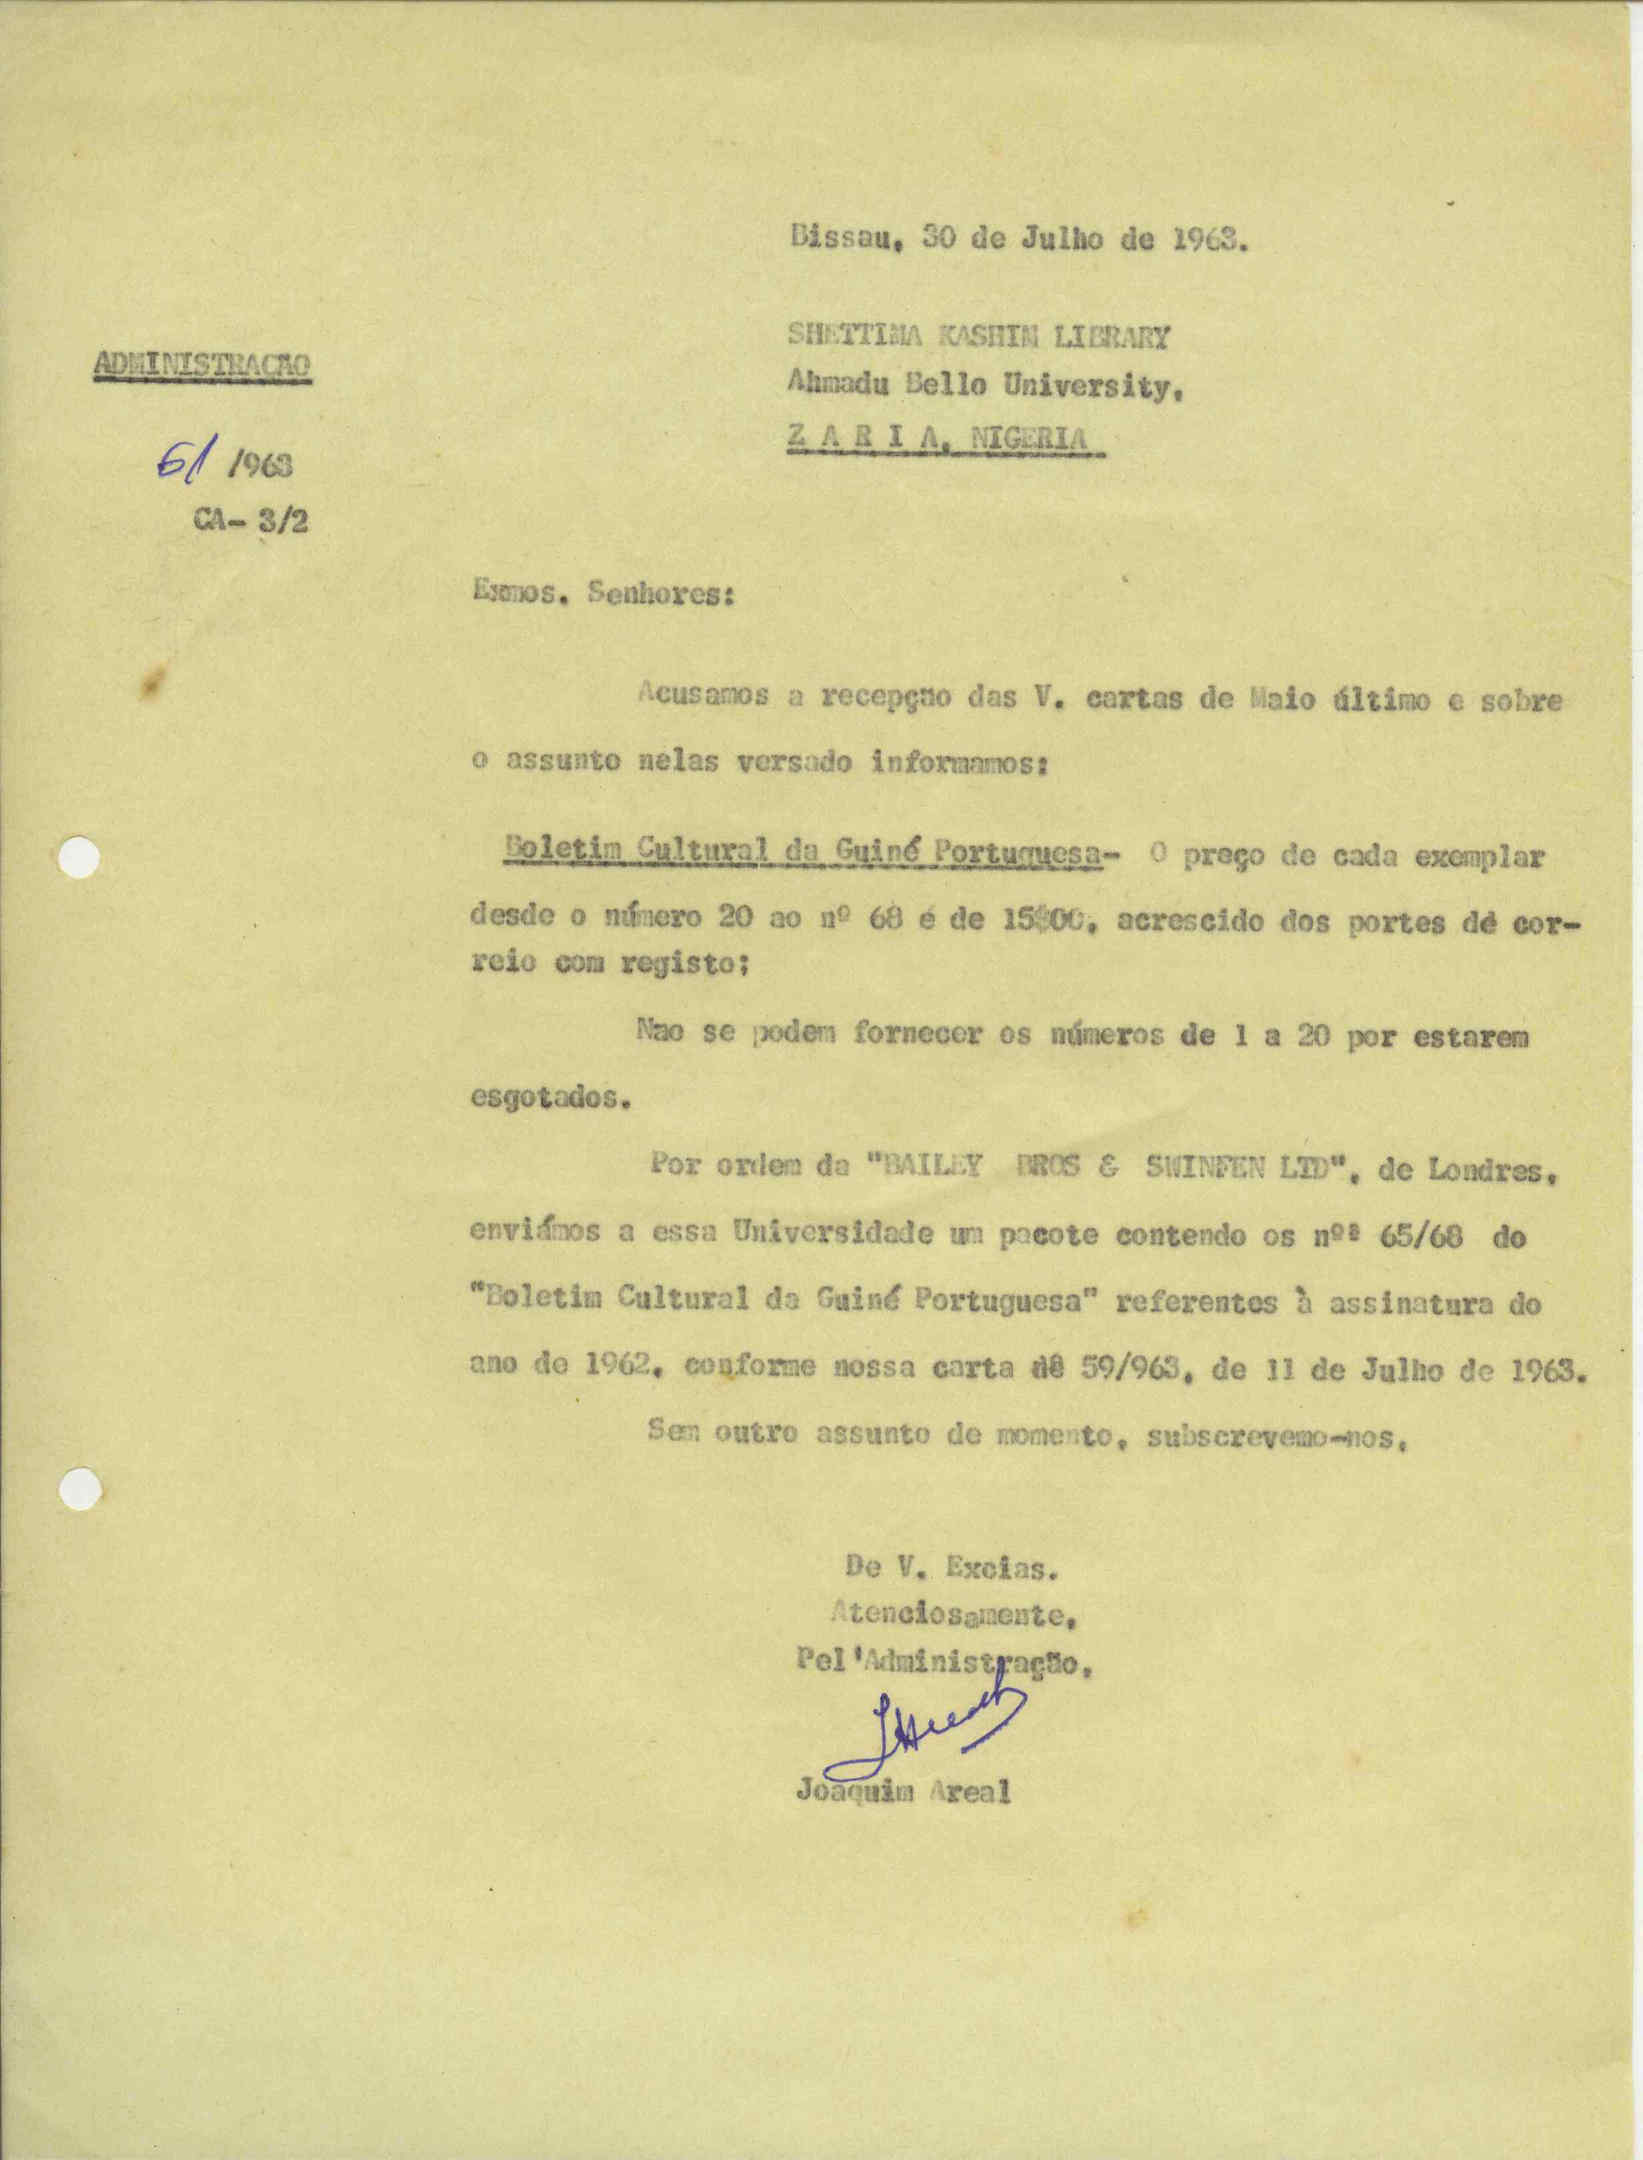 Bissau, 30 de Julho de 1963.
SHETTIMA KASHIM LIBRARY
ADMINISTRAÇÃO
Ahmadu Bello University,
Z A R I A, NIGERIA
61 /963
CA- 3/2
Exmos. Senhores:
Acusamos a recepção das V. cartas de Maio último e sobre
o assunto nelas versado informamos:
Boletim Cultural da Guiné Portuguesa- O preço de cada exemplar
desde o número 20 ao nº 68 é de 15$00, acrescido dos portes de cor-
reio com registo;
Nao se podem fornecer os números de 1 a 20 por estarem
esgotados.
Por ordem da "BAILEY BROS & SWINFEN LTD", de Londres,
enviámos a essa Universidade um pacote contendo os nºs 65/68 do
"Boletim Cultural da Guiné Portuguesa" referentes à assinatura do
ano de 1962, conforme nossa carta nº 59/963, de 11 de Julho de 1963.
Sem outro assunto de momento, subscrevemo-nos,
De V. Excias.
Atenciosamente,
Pel'Administração,
JAreal
Joaquim Areal